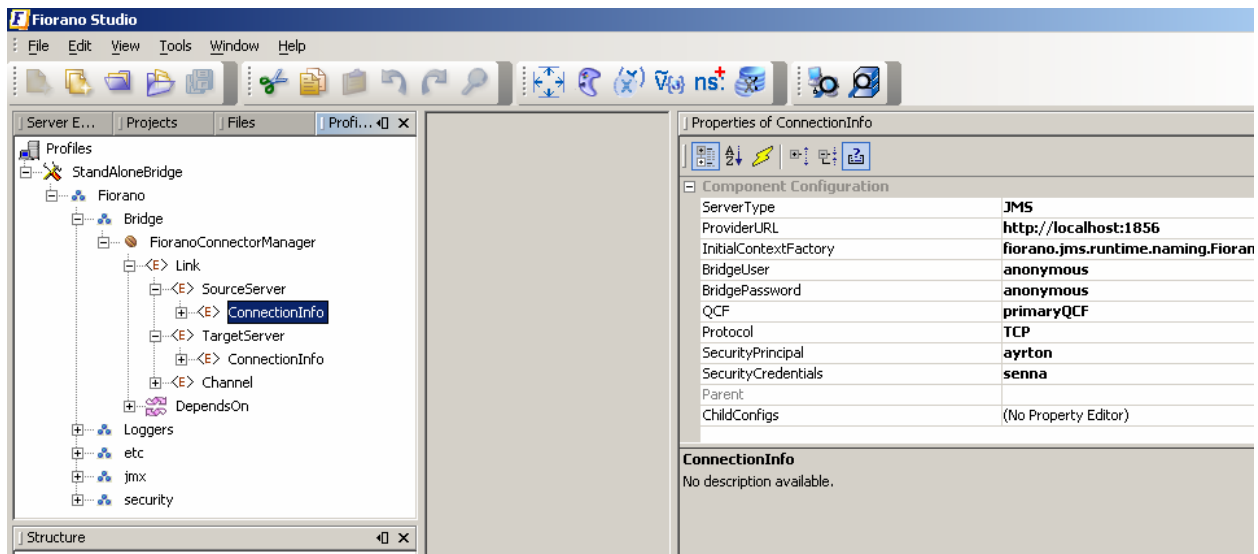 Fiorano Studio
File Edit View Tools Window Help
ns:
Server E... Projects Files Profi...
Profiles
StandAloneBridge
Fiorano
Bridge
FioranoConnectorManager
<E> Link
<E> SourceServer
<E> ConnectionInfo
<E> TargetServer
<E> ConnectionInfo
<E> Channel
DependsOn
Loggers
etc
jmx
security
Structure
Properties of ConnectionInfo
Component Configuration
ServerType JMS
ProviderURL http://localhost:1856
InitialContextFactory fiorano.jms.runtime.naming.Fioran
BridgeUser anonymous
BridgePassword anonymous
QCF primaryQCF
Protocol TCP
SecurityPrincipal ayrton
SecurityCredentials senna
Parent
ChildConfigs (No Property Editor)
ConnectionInfo
No description available.